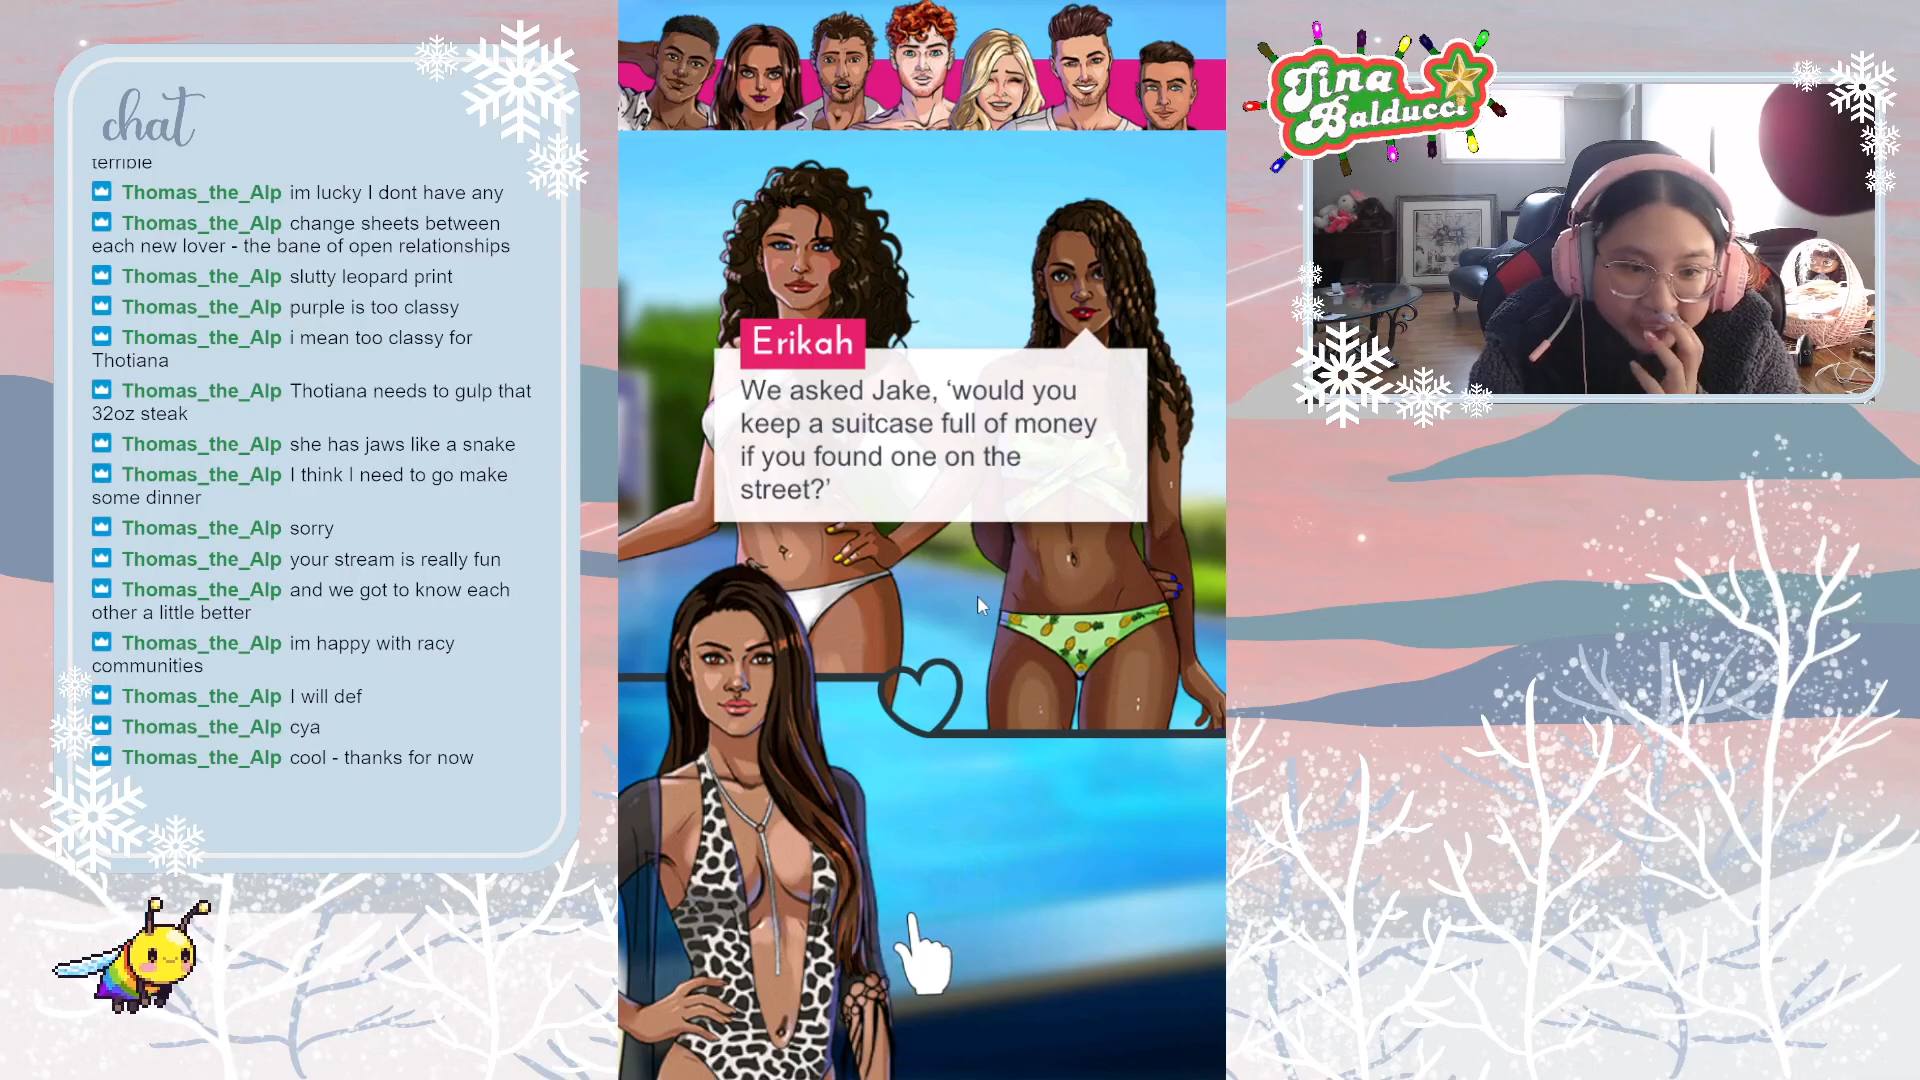 chat
terrible
Thomas_the_Alp im lucky I dont have any
Thomas_the_Alp change sheets between
each new lover - the bane of open relationships
Thomas_the_Alp slutty leopard print
Thomas_the_Alp purple is too classy
Thomas_the_Alp i mean too classy for
Thotiana
Thomas_the_Alp Thotiana needs to gulp that
32oz steak
Thomas_the_Alp she has jaws like a snake
Thomas_the_Alp I think I need to go make
some dinner
Thomas_the_Alp sorry
Thomas_the_Alp your stream is really fun
Thomas_the_Alp and we got to know each
other a little better
Thomas_the_Alp im happy with racy
communities
Thomas_the_Alp I will def
Thomas_the_Alp cya
Thomas_the_Alp cool - thanks for now
Erikah
We asked Jake, ‘would you
keep a suitcase full of money
if you found one on the
street?’
Tina
Balducci